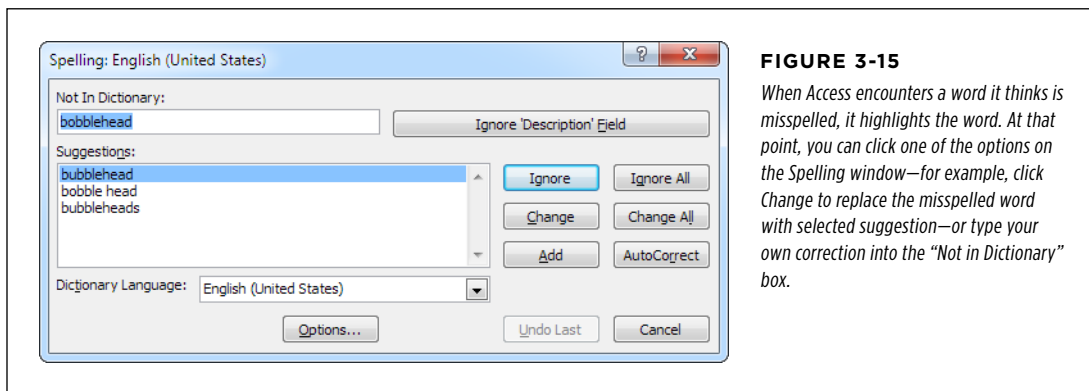 Spelling: English (United States)
Not In Dictionary:
bobblehead
Ignore 'Description' Field
Suggestions:
bubblehead
bobble head
bubbleheads
Ignore
Ignore All
Change
Change All
Add
AutoCorrect
Dictionary Language:
English (United States)
Options...
Undo Last
Cancel
FIGURE 3-15
When Access encounters a word it thinks is
misspelled, it highlights the word. At that
point, you can click one of the options on
the Spelling window—for example, click
Change to replace the misspelled word
with selected suggestion—or type your
own correction into the “Not in Dictionary”
box.